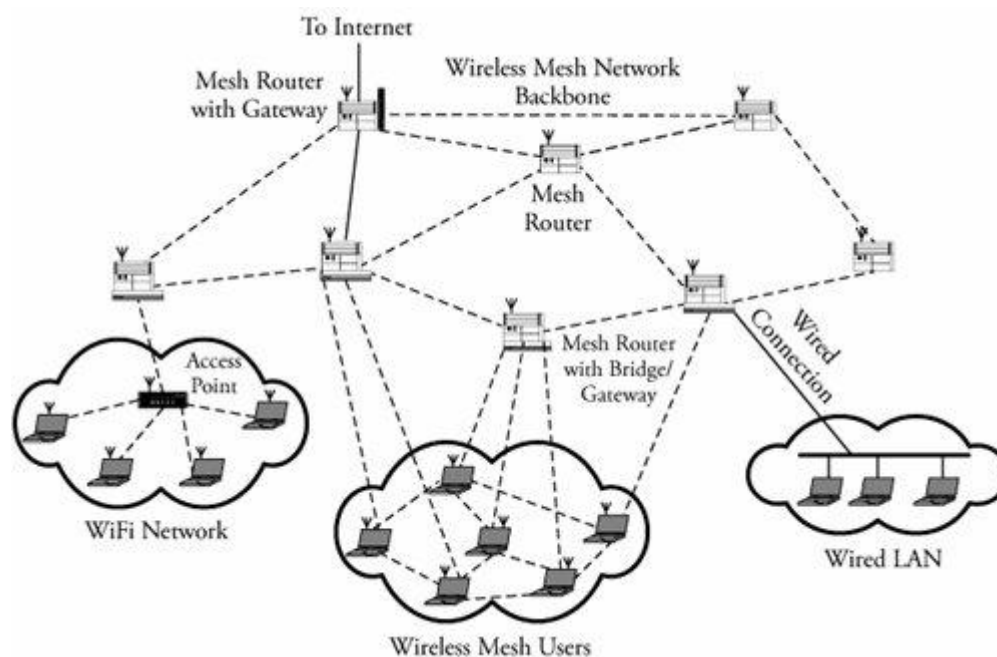 To Internet
Mesh Router
with Gateway
Wireless Mesh Network
Backbone
Mesh
Router
Access
Point
Mesh Router
with Bridge/
Gateway
Wired
Connection
WiFi Network
Wired LAN
Wireless Mesh Users